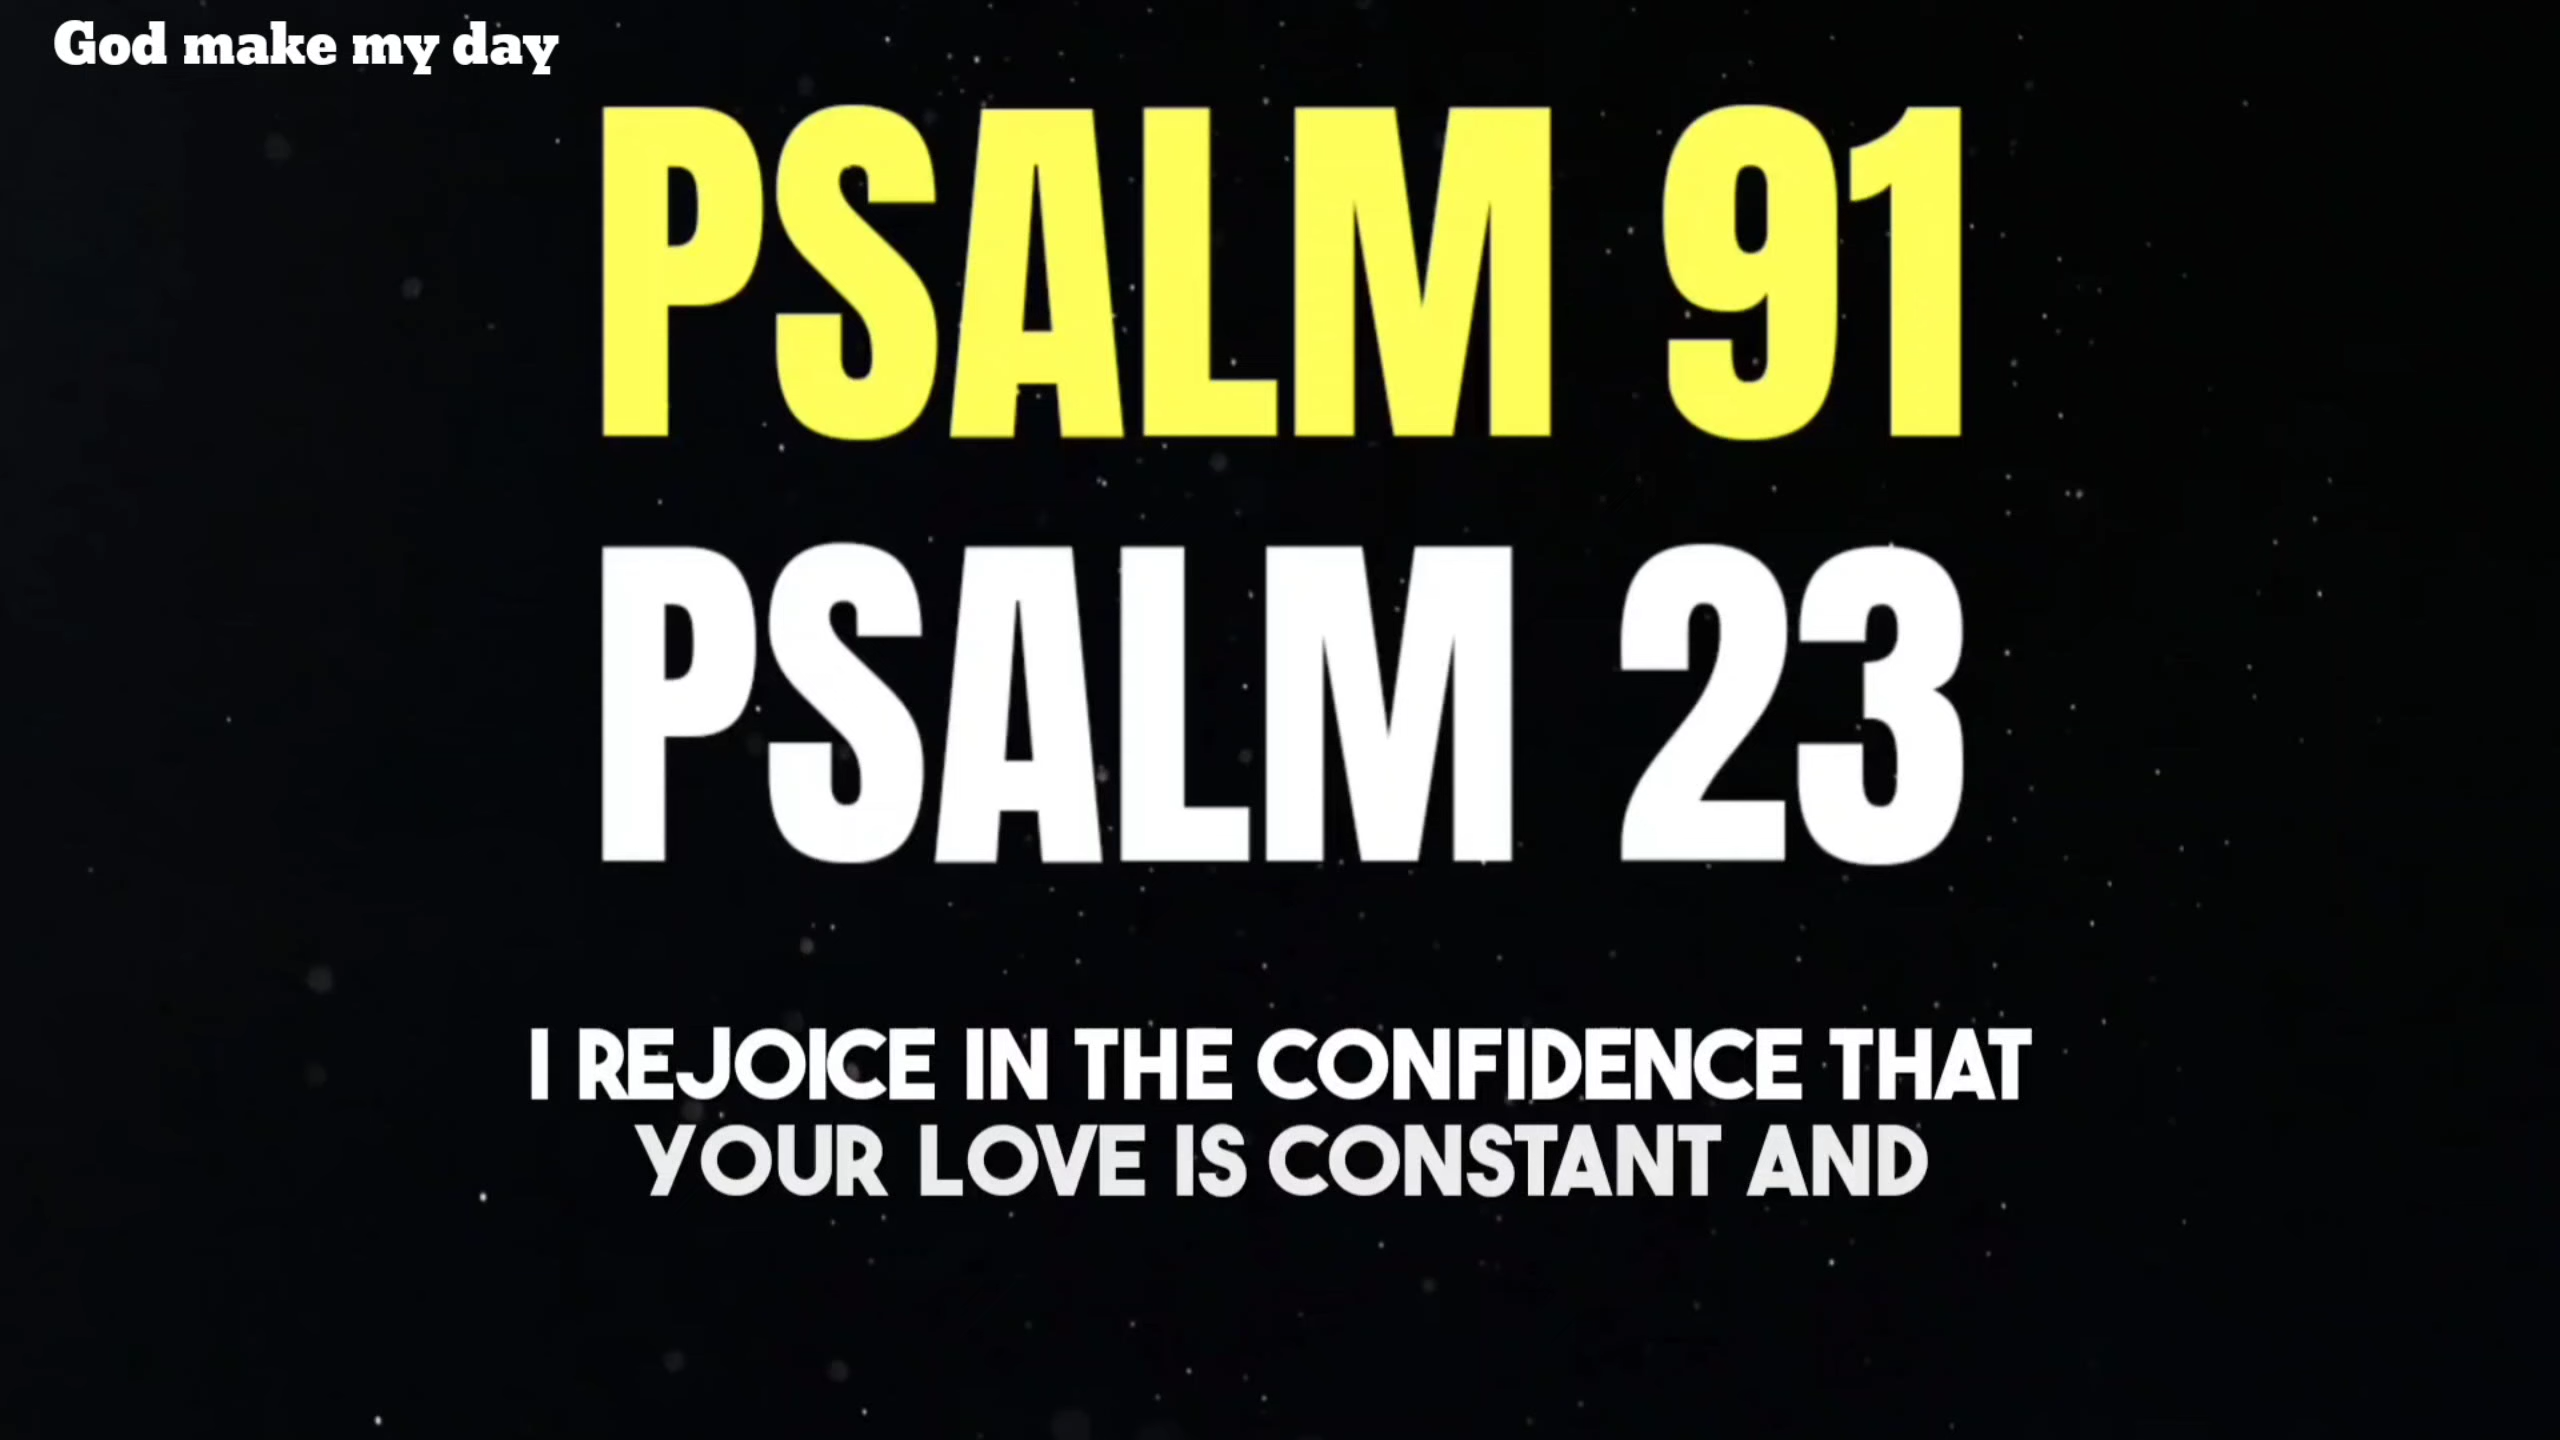 God make my day
PSALM 91
PSALM 23
I REJOICE IN THE CONFIDENCE THAT
YOUR LOVE IS CONSTANT AND